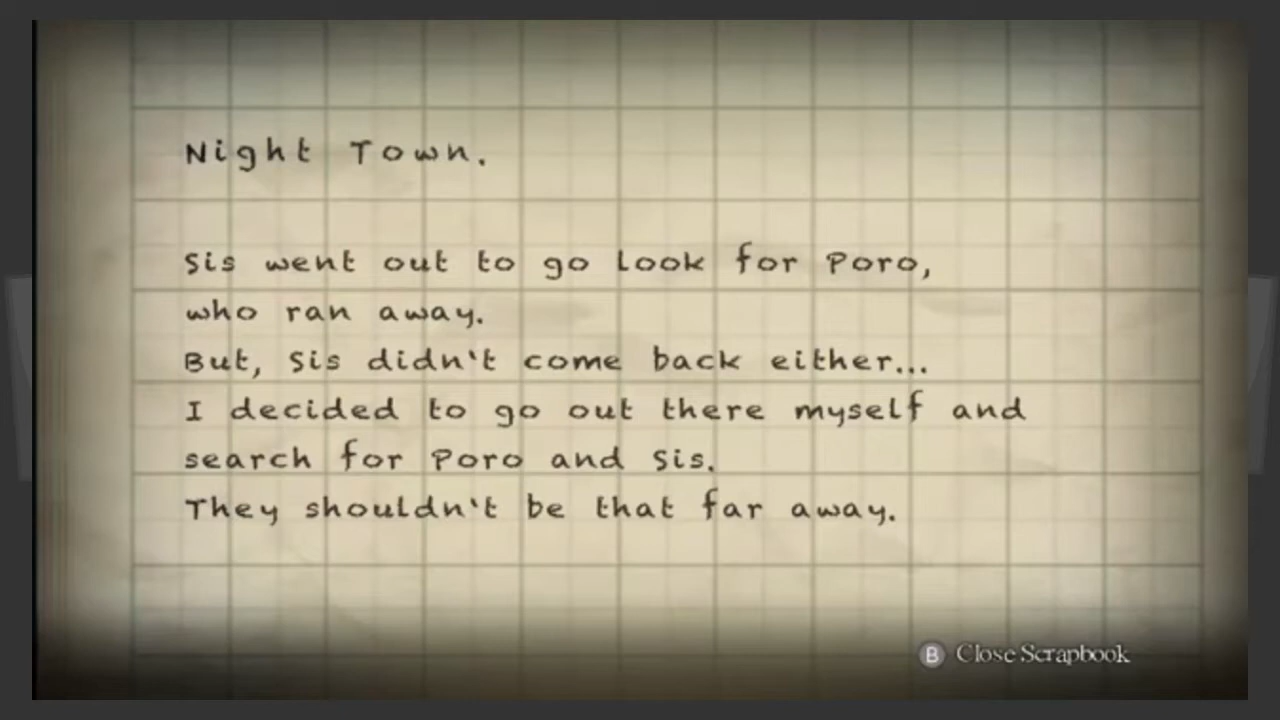 Night Town.
Sis went out to go look for Poro,
who ran away.
But, Sis didn't come back either...
I decided to go out there myself and
search for Poro and Sis.
They shouldn't be that far away.
B Close Scrapbook